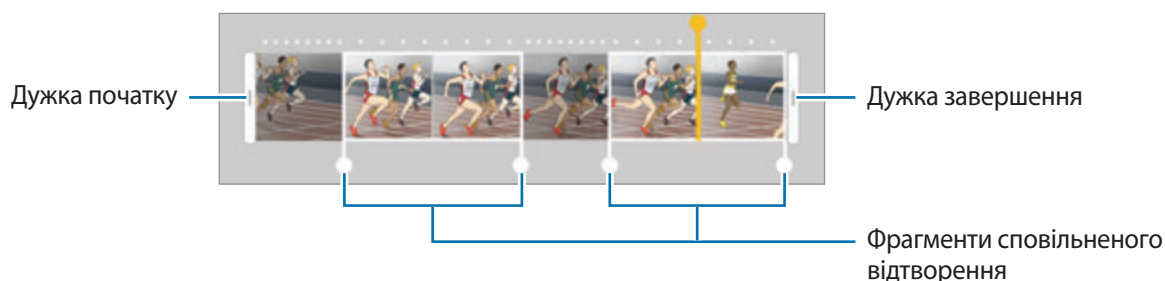 Дужка початку
Дужка завершення
Фрагменти сповільненого
відтворення